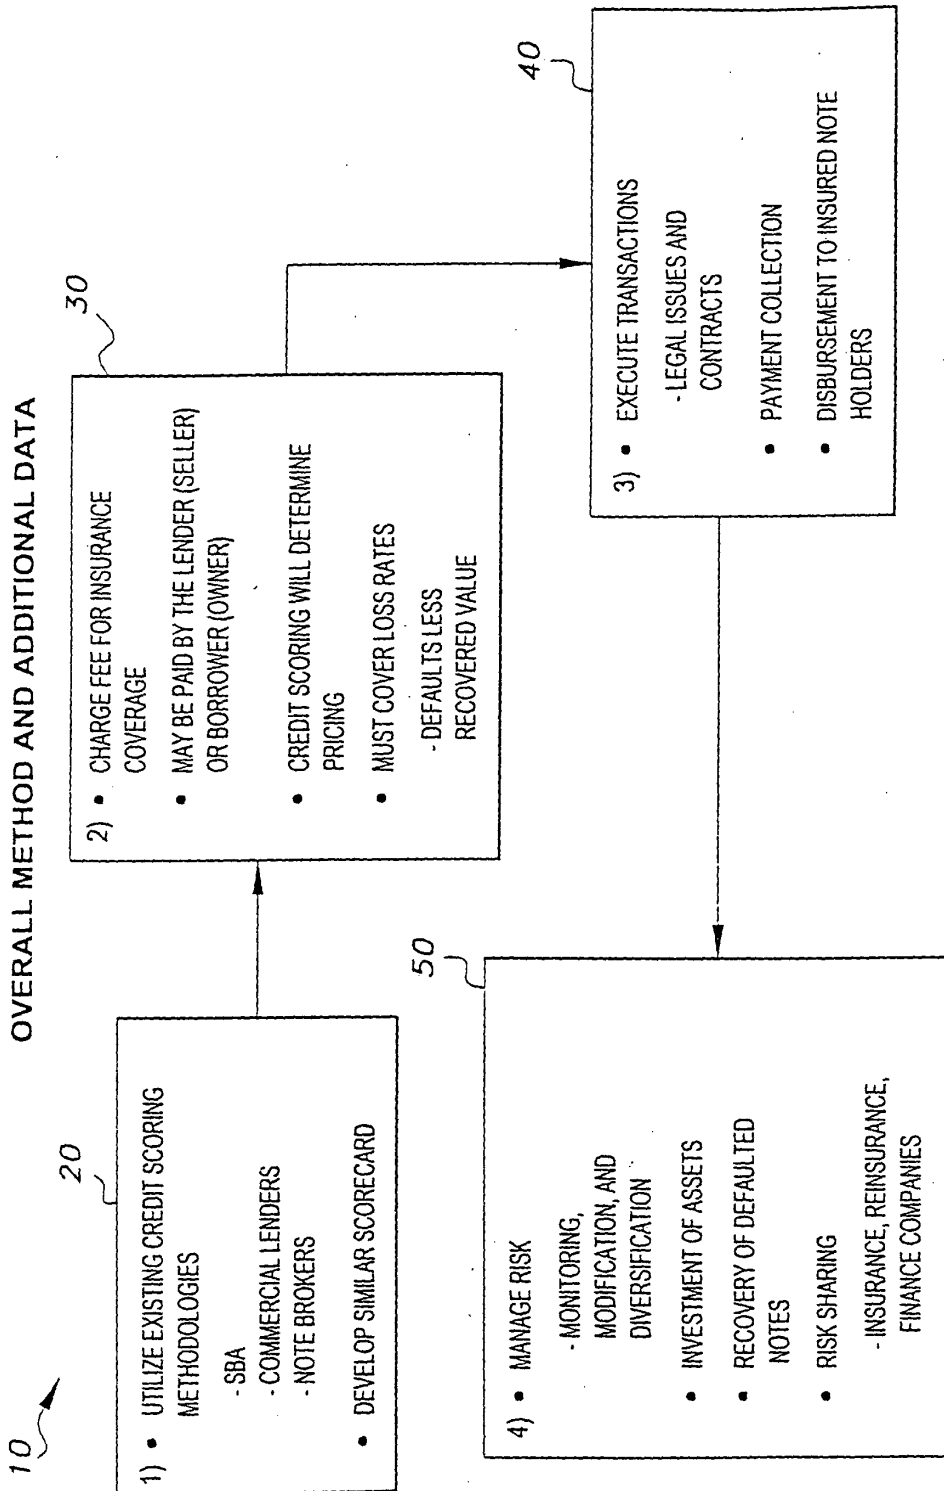 OVERALL METHOD AND ADDITIONAL DATA
10
20
1) • UTILIZE EXISTING CREDIT SCORING
METHODOLOGIES
- SBA
- COMMERCIAL LENDERS
- NOTE BROKERS
• DEVELOP SIMILAR SCORECARD
30
2) • CHARGE FEE FOR INSURANCE
COVERAGE
• MAY BE PAID BY THE LENDER (SELLER)
OR BORROWER (OWNER)
• CREDIT SCORING WILL DETERMINE
PRICING
• MUST COVER LOSS RATES
- DEFAULTS LESS
RECOVERED VALUE
40
3) • EXECUTE TRANSACTIONS
- LEGAL ISSUES AND
CONTRACTS
• PAYMENT COLLECTION
• DISBURSEMENT TO INSURED NOTE
HOLDERS
50
4) • MANAGE RISK
- MONITORING,
MODIFICATION, AND
DIVERSIFICATION
• INVESTMENT OF ASSETS
• RECOVERY OF DEFAULTED
NOTES
• RISK SHARING
- INSURANCE, REINSURANCE,
FINANCE COMPANIES